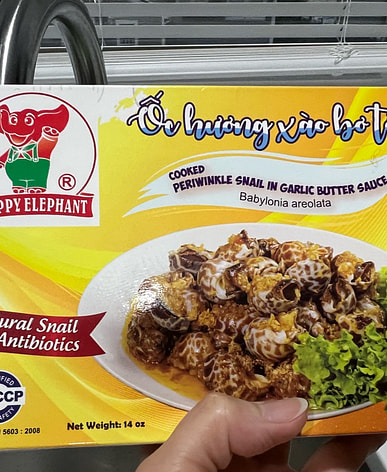 Ốc hương xào bơ t
COOKED
PERIWINKLE SNAIL IN GARLIC BUTTER SAUCE
Babylonia areolata
PPY ELEPHANT
®
ural Snail
Antibiotics
CCP
5603 : 2008
Net Weight: 14 oz